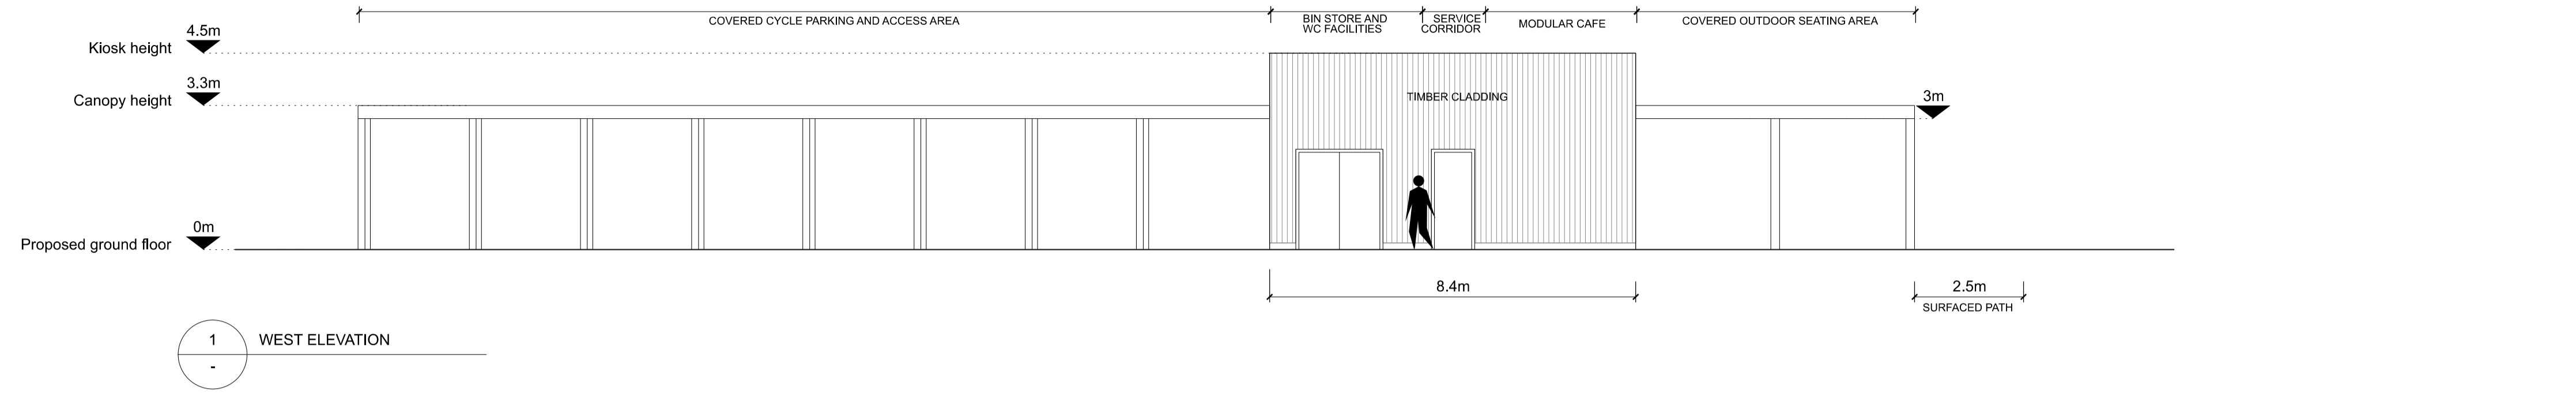 COVERED CYCLE PARKING AND ACCESS AREA
BIN STORE AND
WC FACILITIES
SERVICE
CORRIDOR
MODULAR CAFE
COVERED OUTDOOR SEATING AREA
4.5m
Kiosk height
3.3m
Canopy height
TIMBER CLADDING
3m
0m
Proposed ground floor
8.4m
2.5m
SURFACED PATH
1
WEST ELEVATION
-